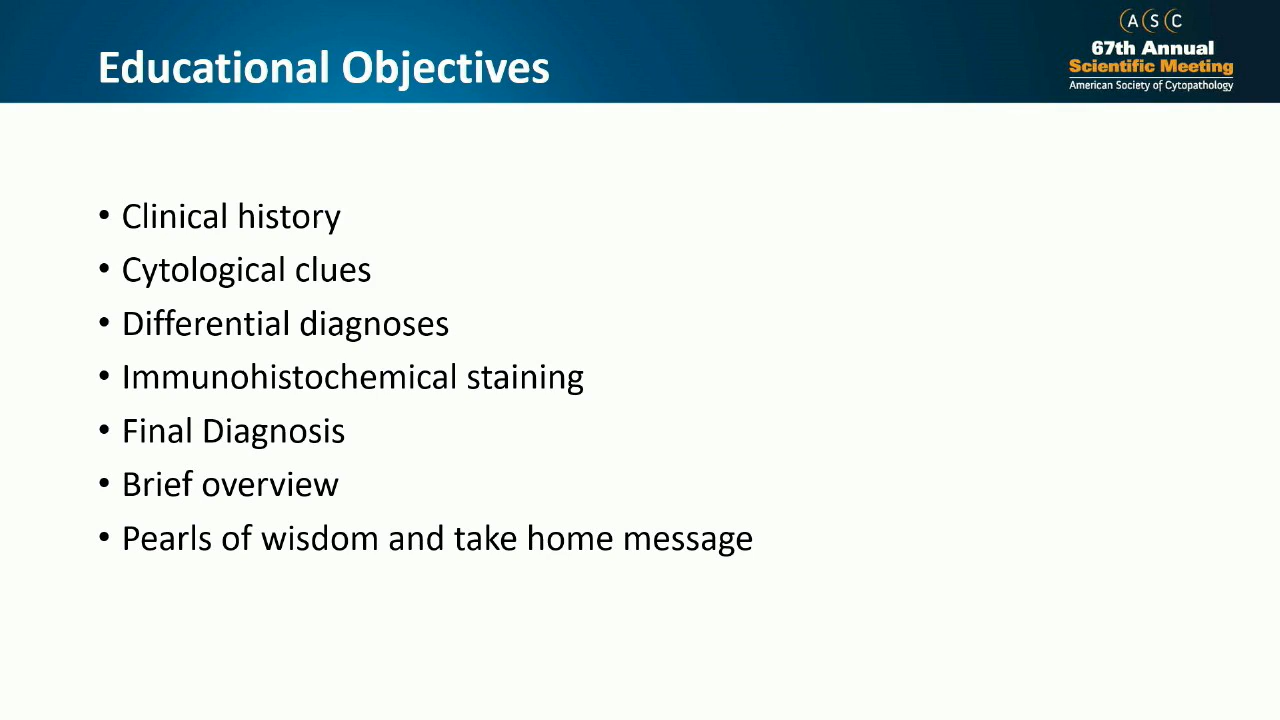 Educational Objectives
(A(S(C
67th Annual
Scientific Meeting
American Society of Cytopathology
• Clinical history
• Cytological clues
• Differential diagnoses
• Immunohistochemical staining
• Final Diagnosis
• Brief overview
• Pearls of wisdom and take home message